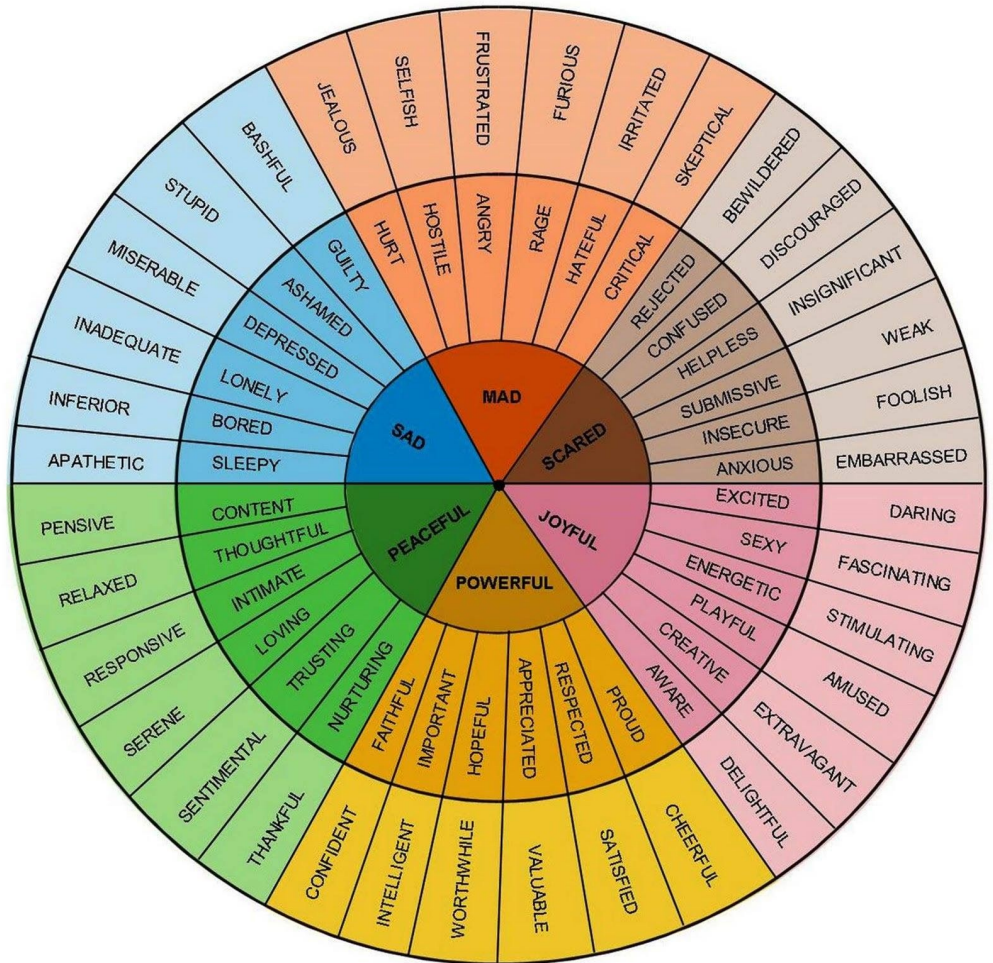 JEALOUS
SELFISH
FRUSTRATED
FURIOUS
IRRITATED
SKEPTICAL
BEWILDERED
DISCOURAGED
INSIGNIFICANT
WEAK
FOOLISH
EMBARRASSED
DARING
FASCINATING
STIMULATING
AMUSED
EXTRAVAGANT
DELIGHTFUL
CHEERFUL
SATISFIED
VALUABLE
WORTHWHILE
INTELLIGENT
CONFIDENT
THANKFUL
SENTIMENTAL
SERENE
RESPONSIVE
RELAXED
PENSIVE
APATHETIC
INFERIOR
INADEQUATE
MISERABLE
STUPID
BASHFUL
HURT
HOSTILE
ANGRY
RAGE
HATEFUL
CRITICAL
REJECTED
CONFUSED
HELPLESS
SUBMISSIVE
INSECURE
ANXIOUS
EXCITED
SEXY
ENERGETIC
PLAYFUL
CREATIVE
AWARE
PROUD
RESPECTED
APPRECIATED
HOPEFUL
IMPORTANT
FAITHFUL
NURTURING
TRUSTING
LOVING
INTIMATE
THOUGHTFUL
CONTENT
SLEEPY
BORED
LONELY
DEPRESSED
ASHAMED
GUILTY
MAD
SCARED
JOYFUL
POWERFUL
PEACEFUL
SAD